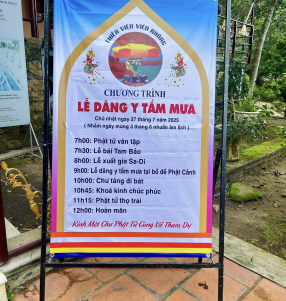 THIỀN VIỆN VIÊN KHÔNG
CHƯƠNG TRÌNH
LỄ DÂNG Y TẮM MƯA
Chủ nhật ngày 27 tháng 7 năm 2025
( Nhằm ngày mùng 3 tháng 6 nhuần âm lịch )
7h00: Phật tử vân tập
7h30: Lễ bái Tam Bảo
8h00: Lễ xuất gia Sa-Di
9h00: Lễ dâng y tắm mưa tại bồ đề Phật Cảnh
10h00: Chư tăng đi bát
10h45: Khoá kinh chúc phúc
11h15: Phật tử thọ trai
12h00: Hoàn mãn
Kính Mời Chư Phật Tử Cùng Về Tham Dự